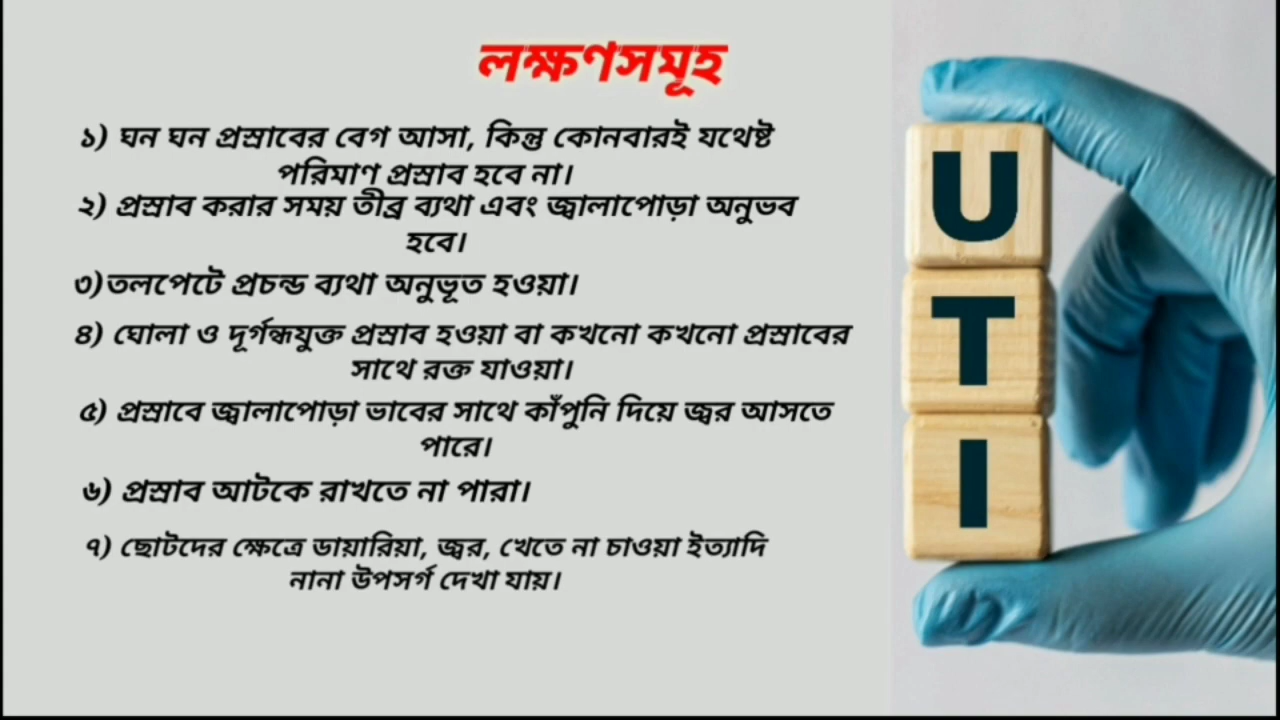 লক্ষণসমূহ
১) ঘন ঘন প্রস্রাবের বেগ আসা, কিন্তু কোনবারই যথেষ্ট
পরিমাণ প্রস্রাব হবে না।
২) প্রস্রাব করার সময় তীব্র ব্যথা এবং জ্বালাপোড়া অনুভব
হবে।
৩)তলপেটে প্রচন্ড ব্যথা অনুভূত হওয়া।
৪) ঘোলা ও দূর্গন্ধযুক্ত প্রস্রাব হওয়া বা কখনো কখনো প্রস্রাবের
সাথে রক্ত যাওয়া।
৫) প্রস্রাবে জ্বালাপোড়া ভাবের সাথে কাঁপুনি দিয়ে জ্বর আসতে
পারে।
৬) প্রস্রাব আটকে রাখতে না পারা।
৭) ছোটদের ক্ষেত্রে ডায়ারিয়া, জ্বর, খেতে না চাওয়া ইত্যাদি
নানা উপসর্গ দেখা যায়।
U
T
I